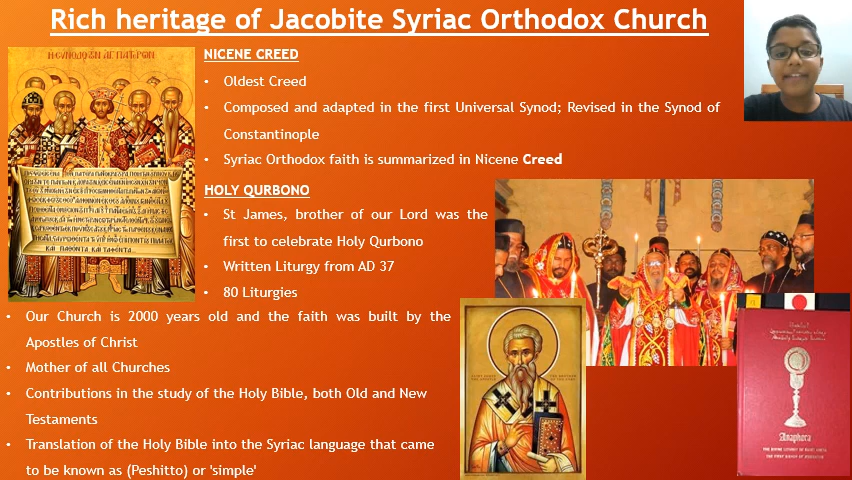 Rich heritage of Jacobite Syriac Orthodox Church
NICENE CREED
• Oldest Creed
• Composed and adapted in the first Universal Synod; Revised in the Synod of
Constantinople
• Syriac Orthodox faith is summarized in Nicene Creed
HOLY QURBONO
• St James, brother of our Lord was the
first to celebrate Holy Qurbono
• Written Liturgy from AD 37
• 80 Liturgies
• Our Church is 2000 years old and the faith was built by the
Apostles of Christ
• Mother of all Churches
• Contributions in the study of the Holy Bible, both Old and New
Testaments
• Translation of the Holy Bible into the Syriac language that came
to be known as (Peshitto) or 'simple'
Anaphora